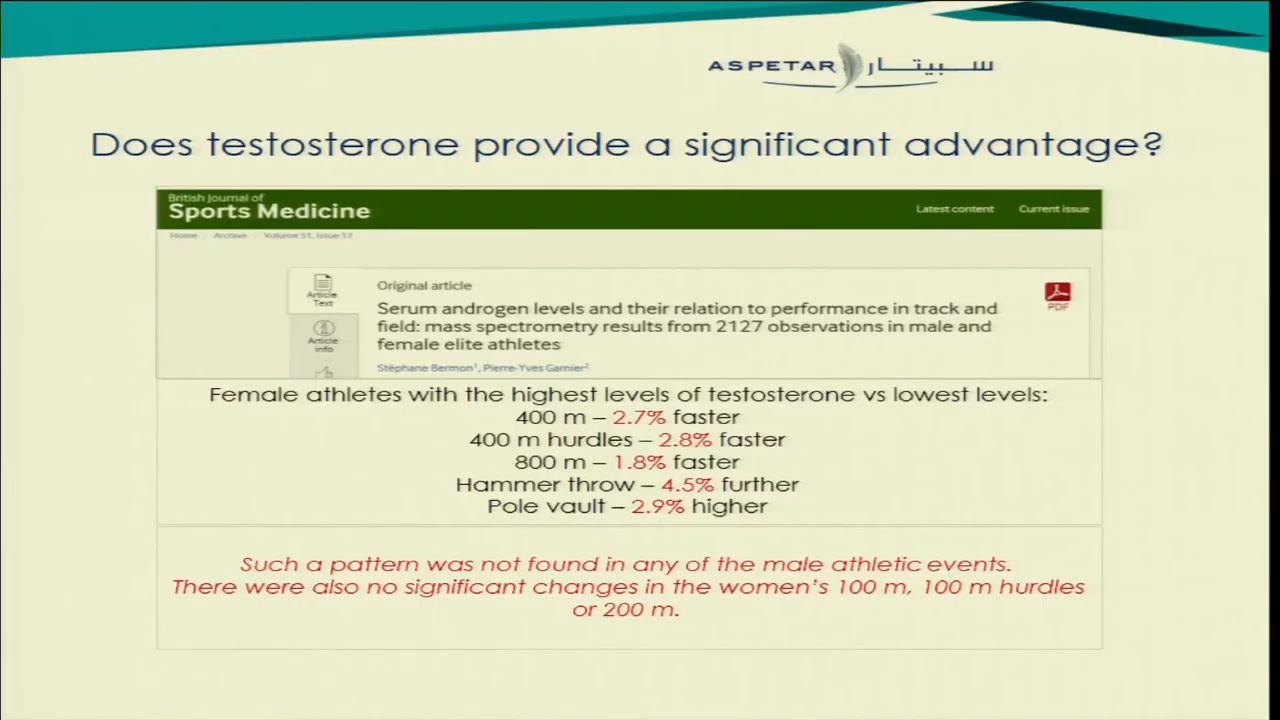 ASPETAR سبيتار
Does testosterone provide a significant advantage?
British Journal of
Sports Medicine
Latest content Current issue
Home Archive Volume 51, Issue 17
Article
Text
Original article
PDF
Serum androgen levels and their relation to performance in track and
field: mass spectrometry results from 2127 observations in male and
female elite athletes
Article
info
Stéphane Bermon¹, Pierre-Yves Garnier²
Female athletes with the highest levels of testosterone vs lowest levels:
400 m – 2.7% faster
400 m hurdles – 2.8% faster
800 m – 1.8% faster
Hammer throw – 4.5% further
Pole vault – 2.9% higher
Such a pattern was not found in any of the male athletic events.
There were also no significant changes in the women's 100 m, 100 m hurdles
or 200 m.